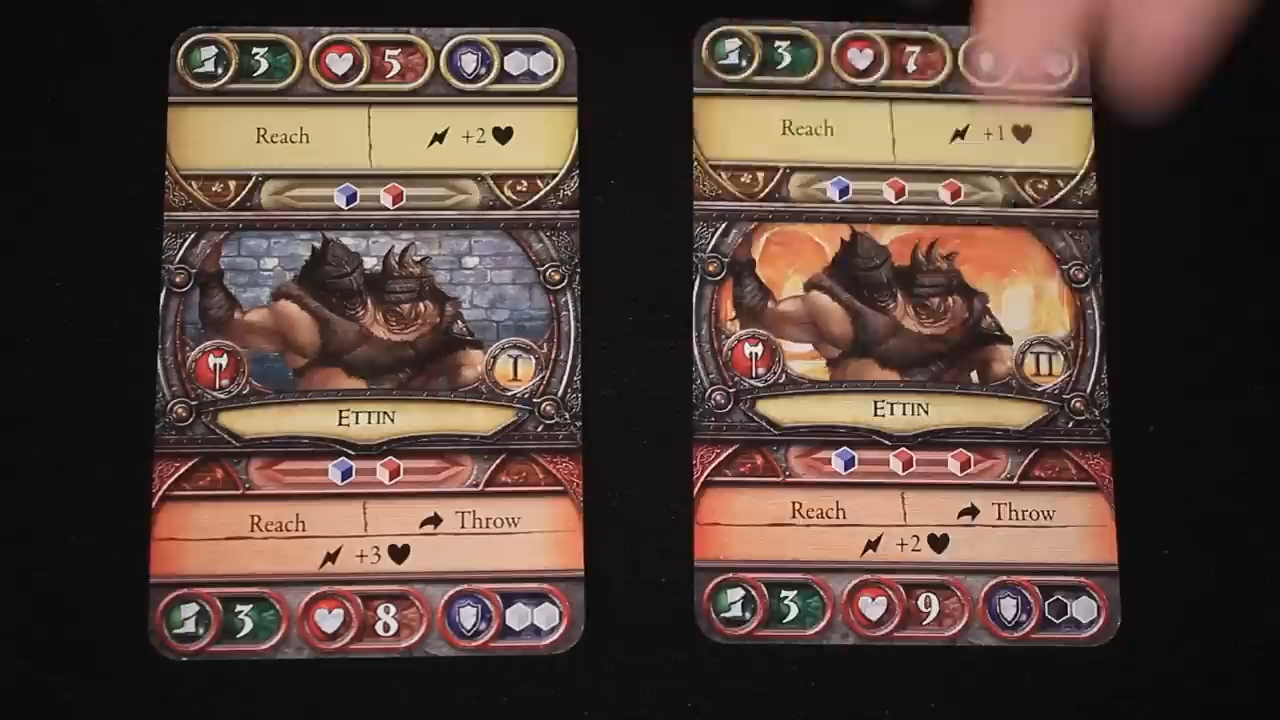 3 5
Reach +2
I
ETTIN
Reach Throw
+3
3 8
3 7
Reach +1
II
ETTIN
Reach Throw
+2
3 9